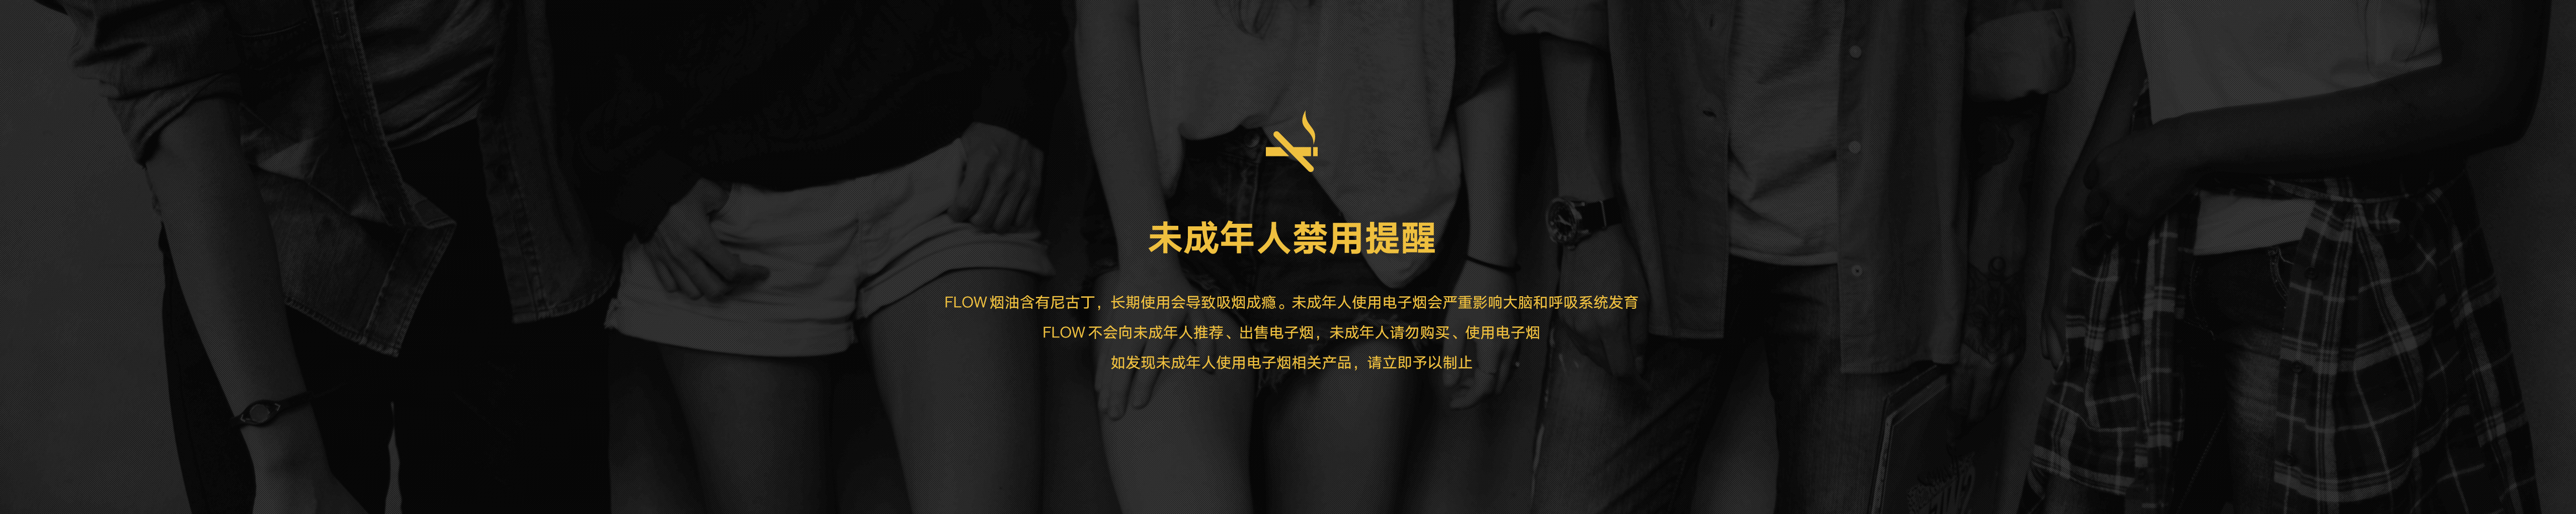 未成年人禁用提醒
FLOW 烟油含有尼古丁，长期使用会导致吸烟成瘾。未成年人使用电子烟会严重影响大脑和呼吸系统发育
FLOW 不会向未成年人推荐、出售电子烟，未成年人请勿购买、使用电子烟
如发现未成年人使用电子烟相关产品，请立即予以制止